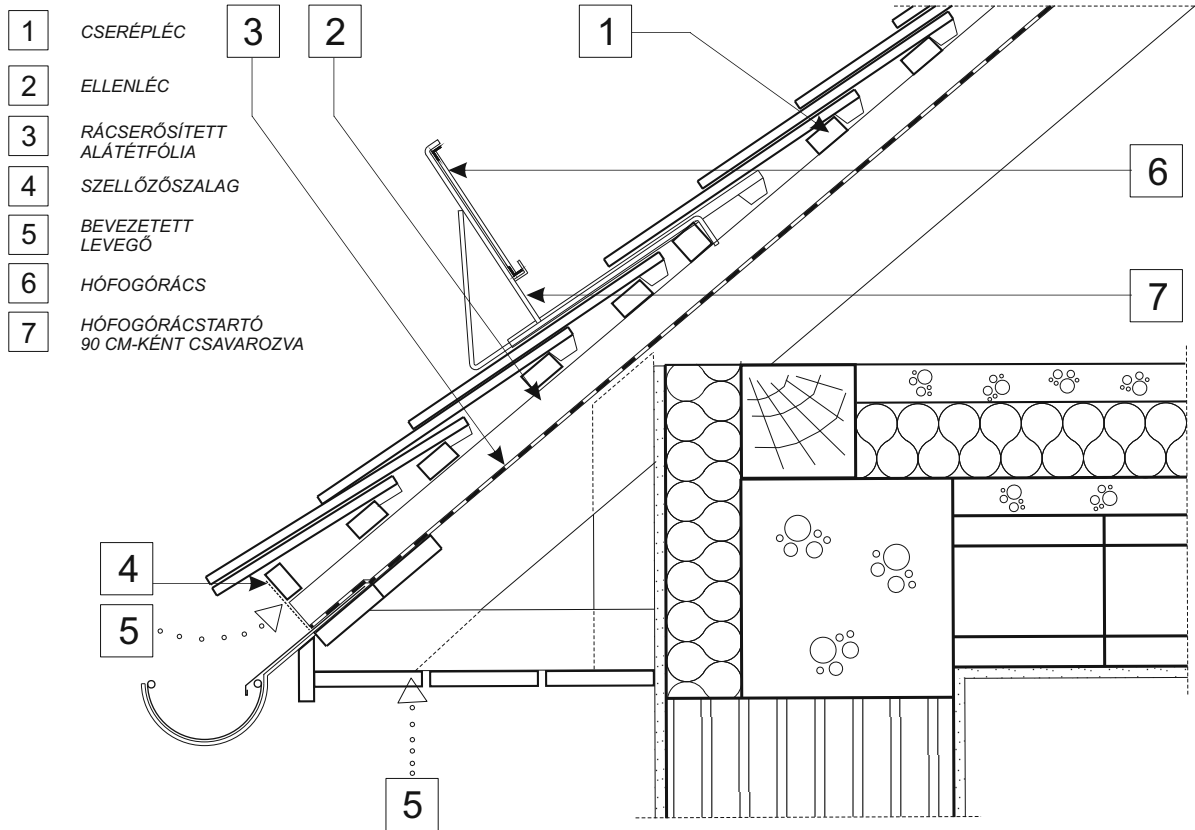 1 CSERÉPLÉC
2 ELLENLÉC
3 RÁCSERŐSÍTETT
ALÁTÉTFÓLIA
4 SZELLŐZŐSZALAG
5 BEVEZETETT
LEVEGŐ
6 HÓFOGÓRÁCS
7 HÓFOGÓRÁCSTARTÓ
90 CM-KÉNT CSAVAROZVA
3
2
1
6
7
4
5
5